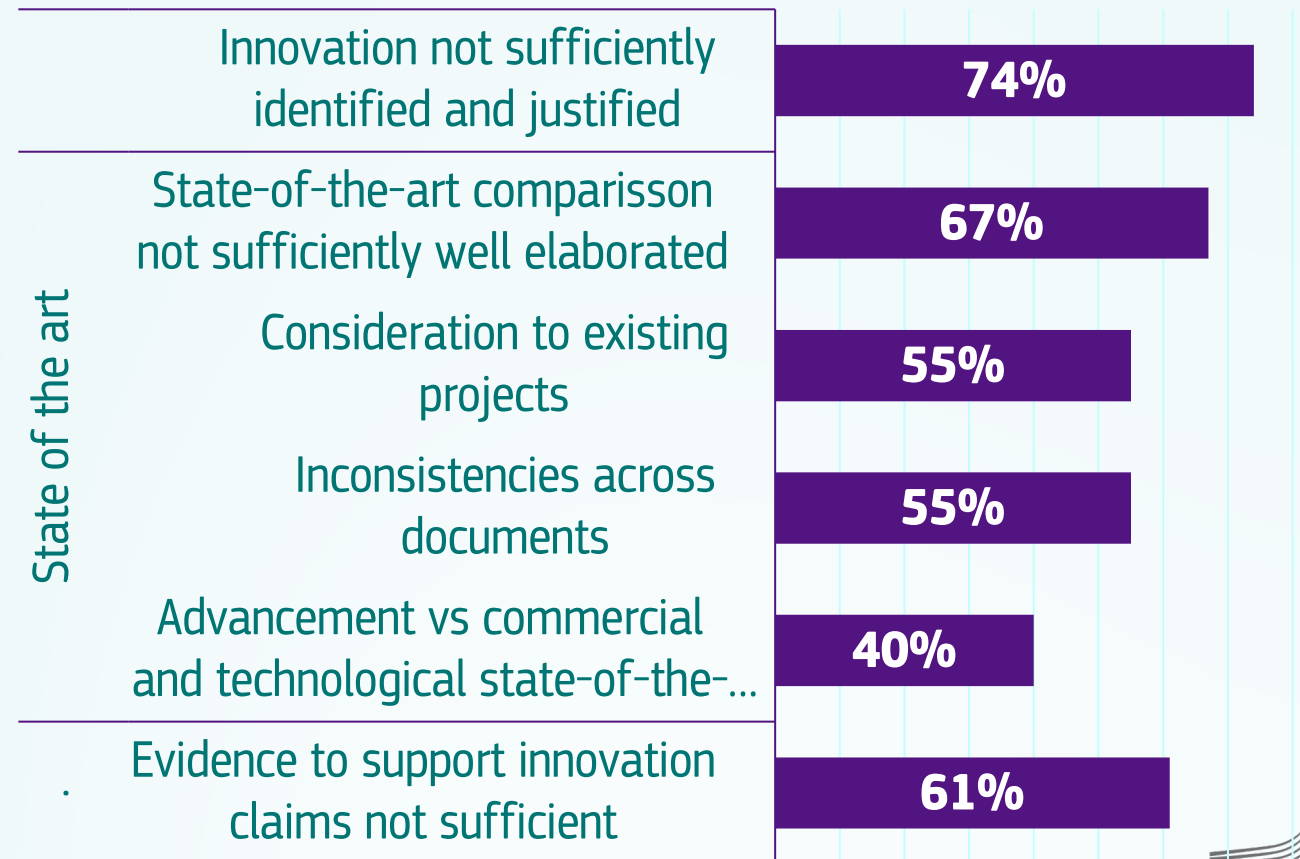 Innovation not sufficiently
identified and justified
74%
State of the art
State-of-the-art comparisson
not sufficiently well elaborated
67%
Consideration to existing
projects
55%
Inconsistencies across
documents
55%
Advancement vs commercial
and technological state-of-the-...
40%
.
Evidence to support innovation
claims not sufficient
61%